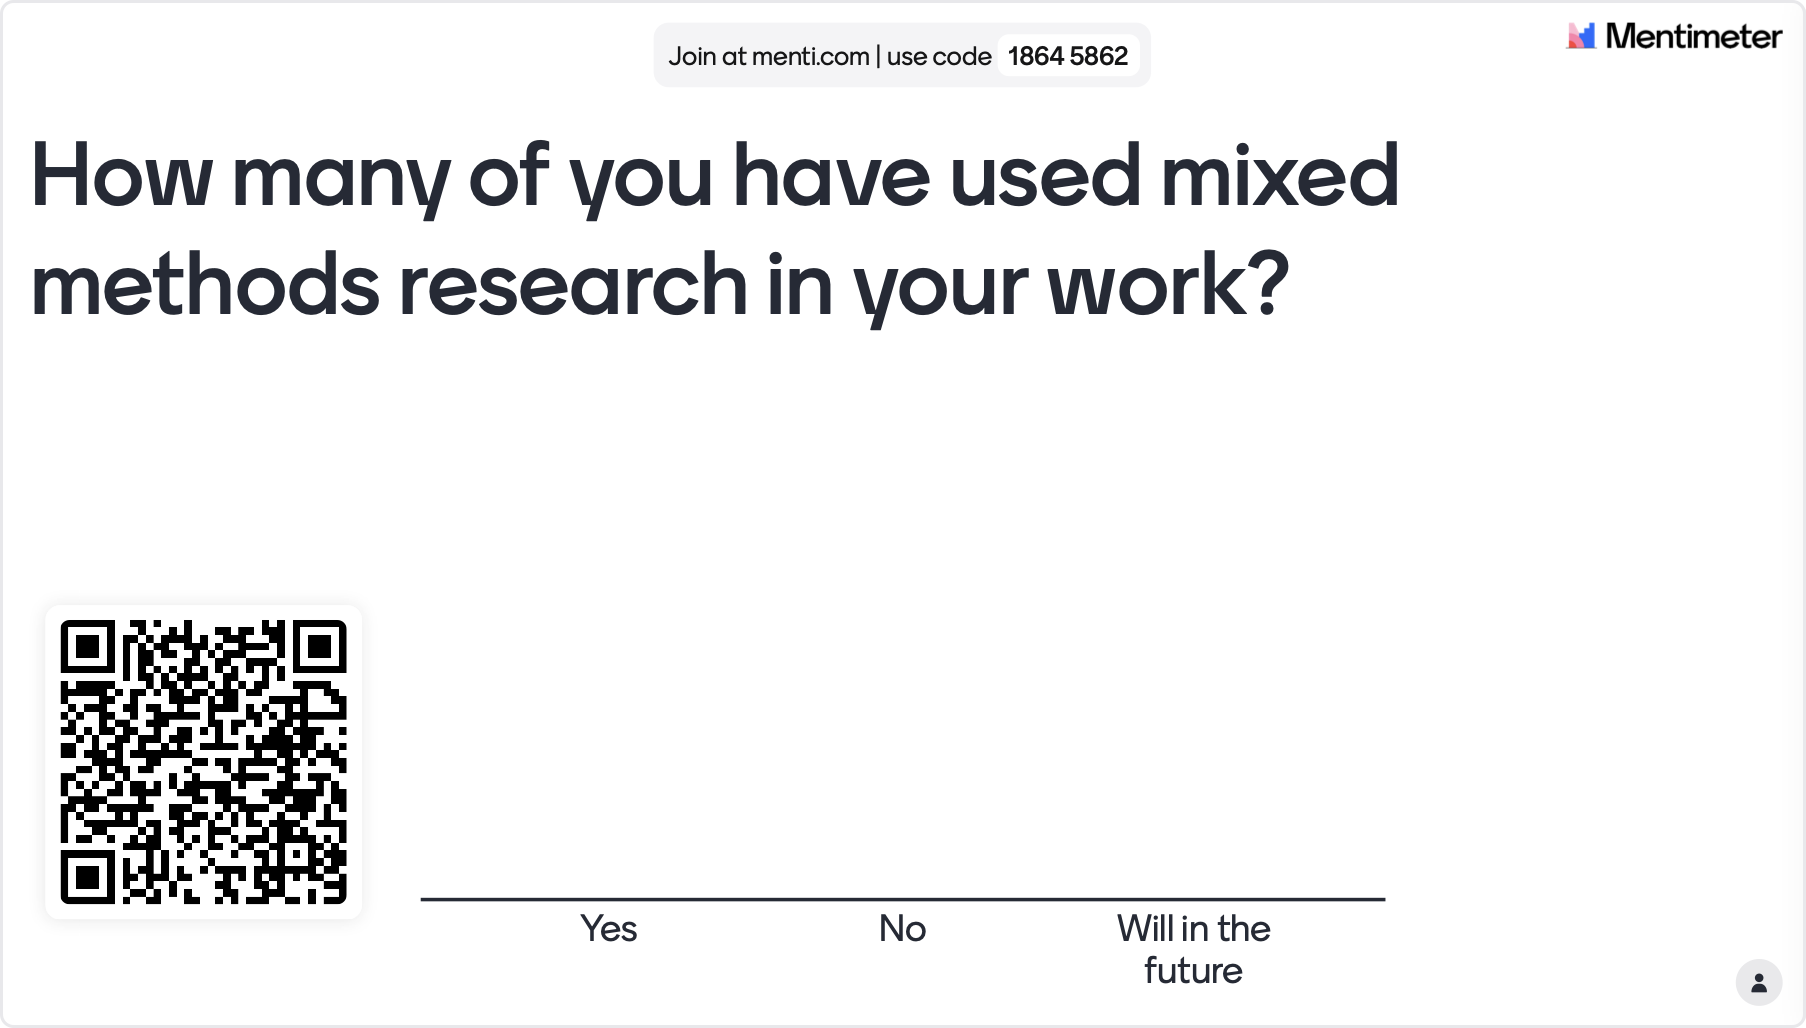 Join at menti.com | use code 1864 5862
Mentimeter
How many of you have used mixed
methods research in your work?
Yes
No
Will in the
future